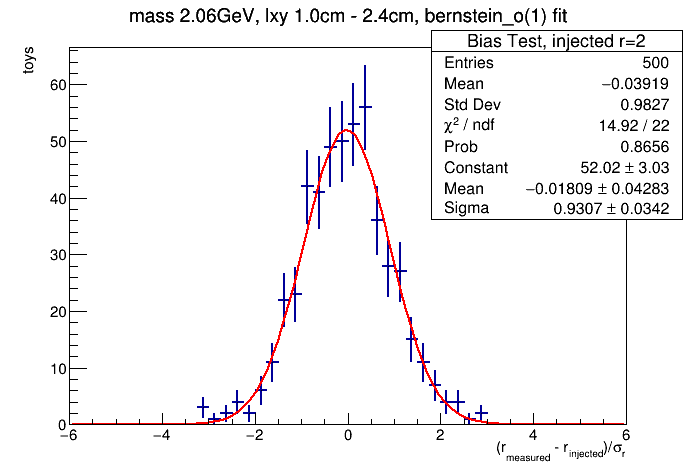 mass 2.06GeV, lxy 1.0cm - 2.4cm, bernstein_o(1) fit
toys
Bias Test, injected r=2
Entries 500
Mean −0.03919
Std Dev 0.9827
χ² / ndf 14.92 / 22
Prob 0.8656
Constant 52.02 ± 3.03
Mean −0.01809 ± 0.04283
Sigma 0.9307 ± 0.0342
60
50
40
30
20
10
0
−6 −4 −2 0 2 4 6
(r_measured - r_injected)/σ_r